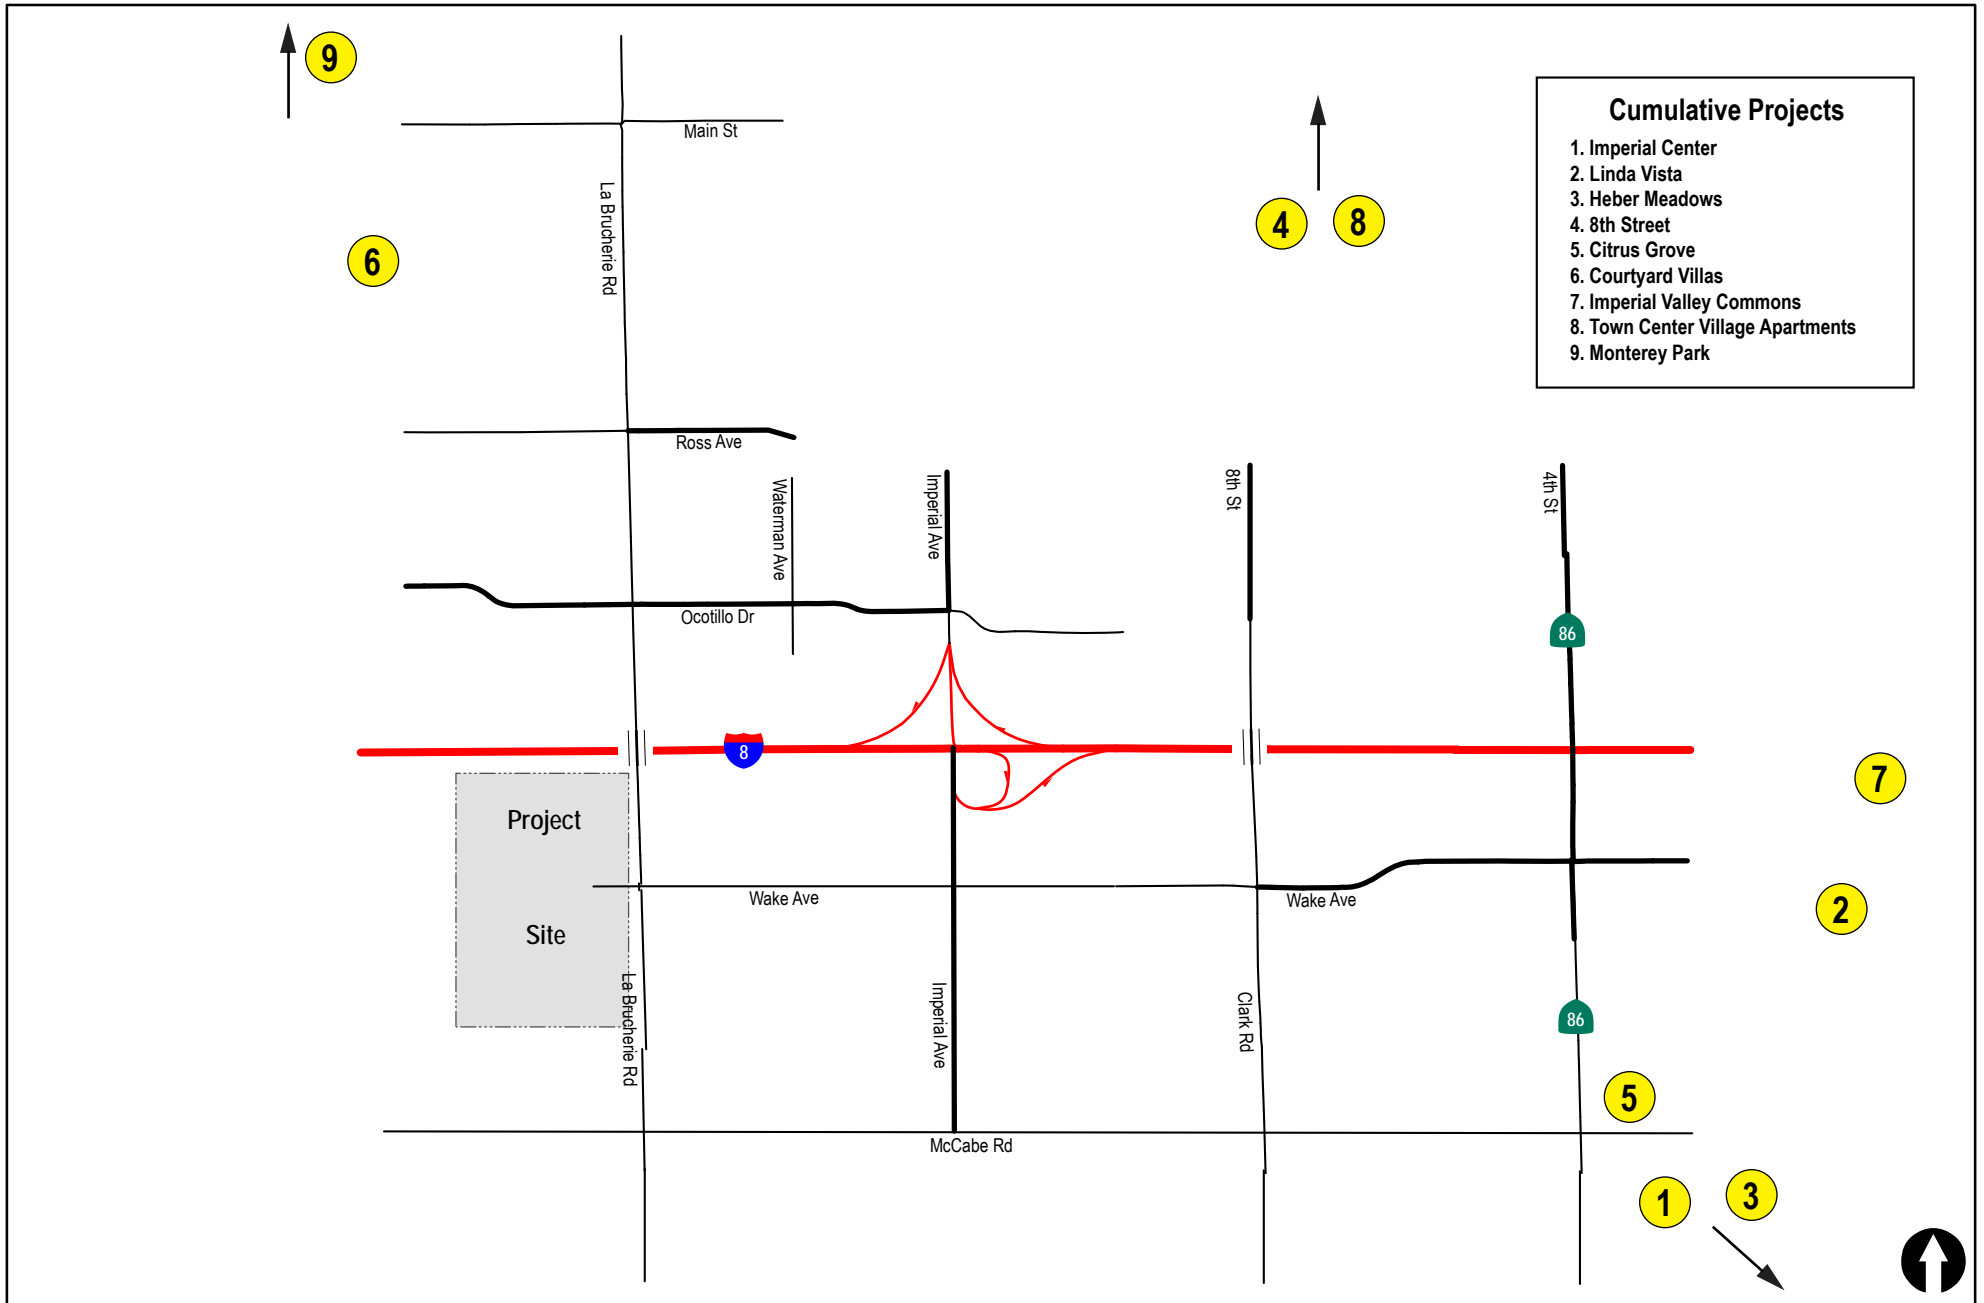 9
Cumulative Projects
1. Imperial Center
2. Linda Vista
3. Heber Meadows
4. 8th Street
5. Citrus Grove
6. Courtyard Villas
7. Imperial Valley Commons
8. Town Center Village Apartments
9. Monterey Park
Main St
La Brucherie Rd
4
8
6
Ross Ave
Waterman Ave
Imperial Ave
8th St
4th St
Ocotillo Dr
86
8
7
Project
Site
Wake Ave
Wake Ave
2
La Brucherie Rd
Imperial Ave
Clark Rd
86
5
McCabe Rd
1
3